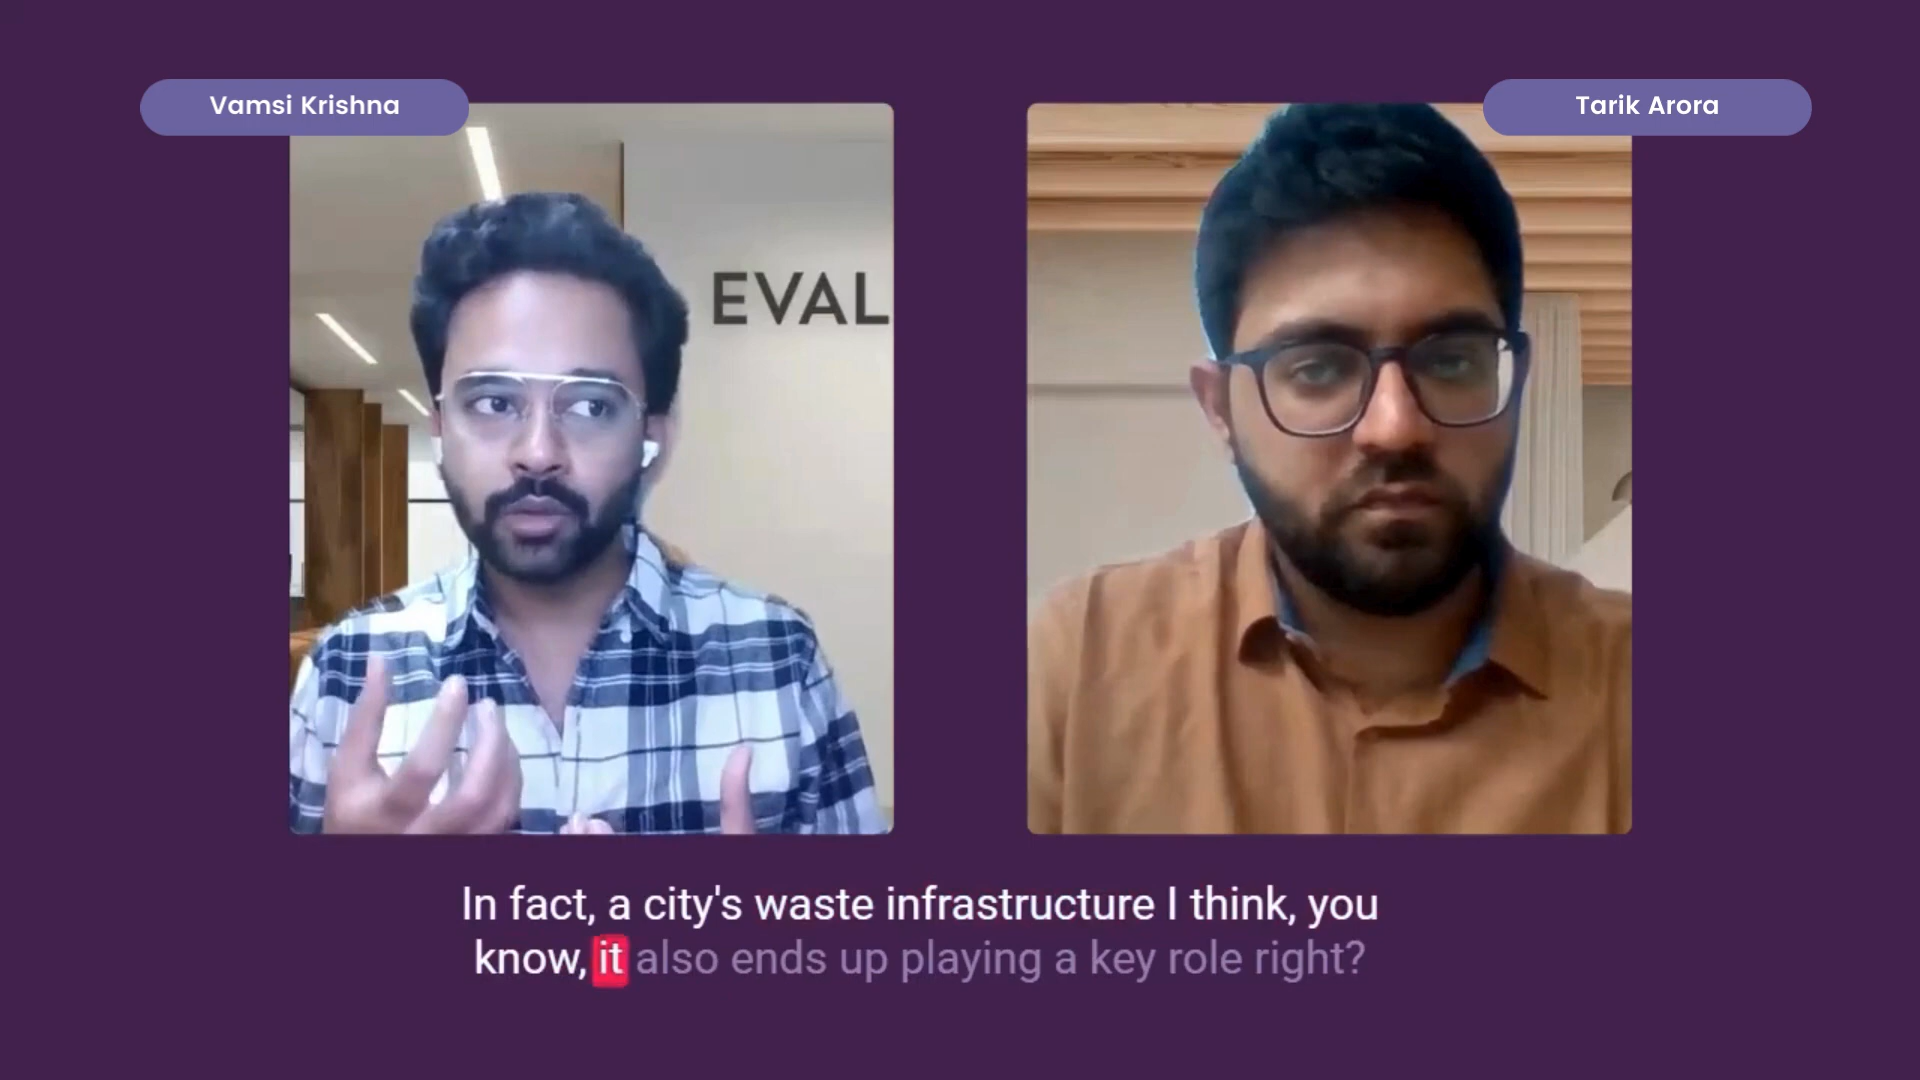 Vamsi Krishna
Tarik Arora
EVAL
In fact, a city's waste infrastructure I think, you
know, it also ends up playing a key role right?